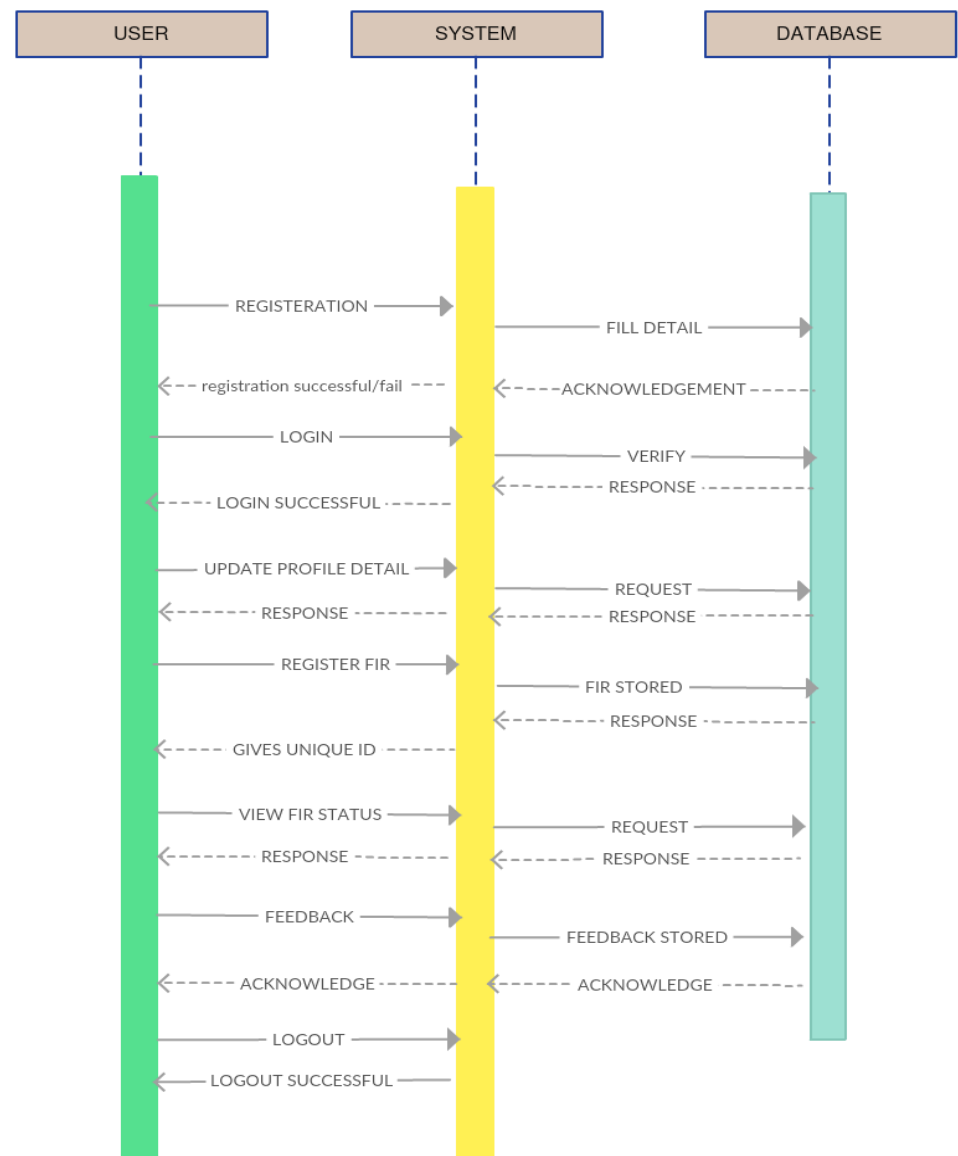 USER
SYSTEM
DATABASE
REGISTERATION
FILL DETAIL
registration successful/fail
ACKNOWLEDGEMENT
LOGIN
VERIFY
RESPONSE
LOGIN SUCCESSFUL
UPDATE PROFILE DETAIL
REQUEST
RESPONSE
RESPONSE
REGISTER FIR
FIR STORED
RESPONSE
GIVES UNIQUE ID
VIEW FIR STATUS
REQUEST
RESPONSE
RESPONSE
FEEDBACK
FEEDBACK STORED
ACKNOWLEDGE
ACKNOWLEDGE
LOGOUT
LOGOUT SUCCESSFUL